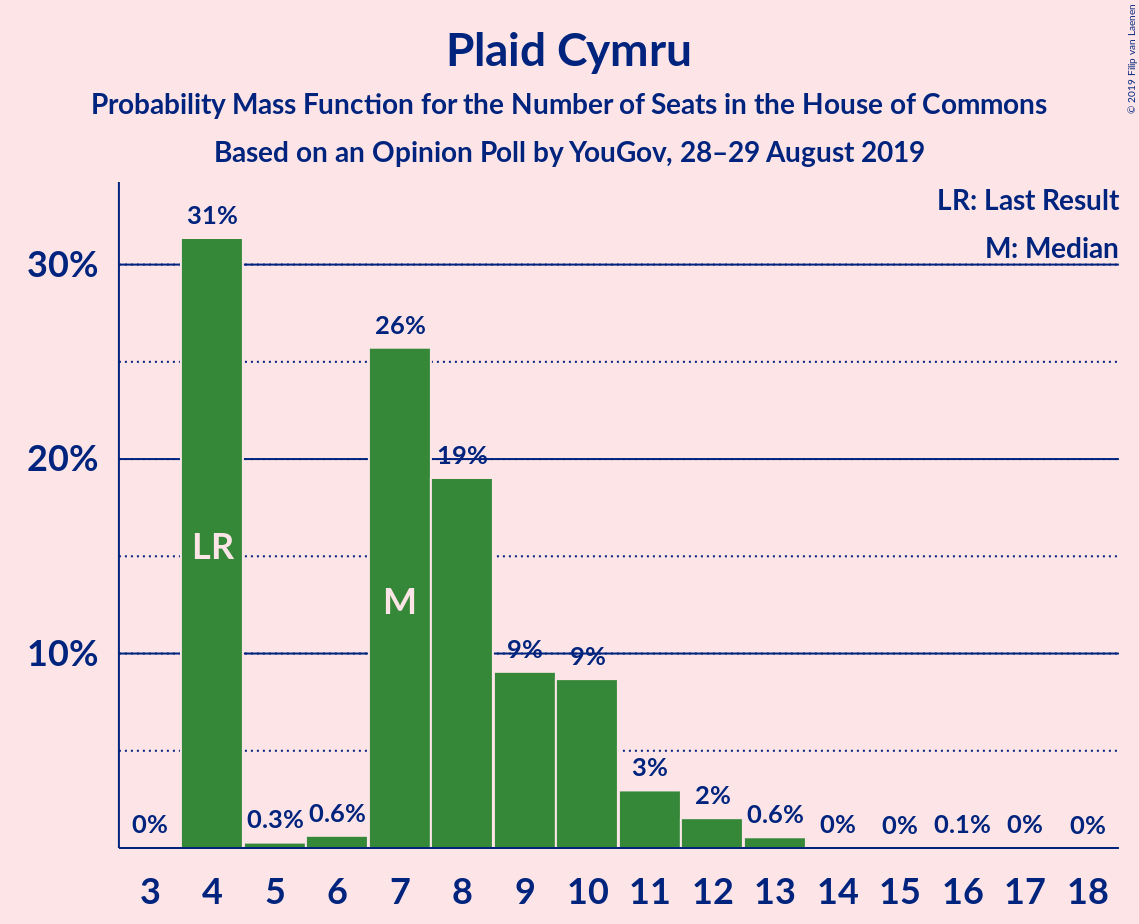 Plaid Cymru
Probability Mass Function for the Number of Seats in the House of Commons
Based on an Opinion Poll by YouGov, 28–29 August 2019
© 2019 Filip van Laenen
LR: Last Result
M: Median
30%
20%
10%
0%
31%
0.3%
0.6%
26%
19%
9%
9%
3%
2%
0.6%
0%
0%
0.1%
0%
0%
LR
M
3 4 5 6 7 8 9 10 11 12 13 14 15 16 17 18